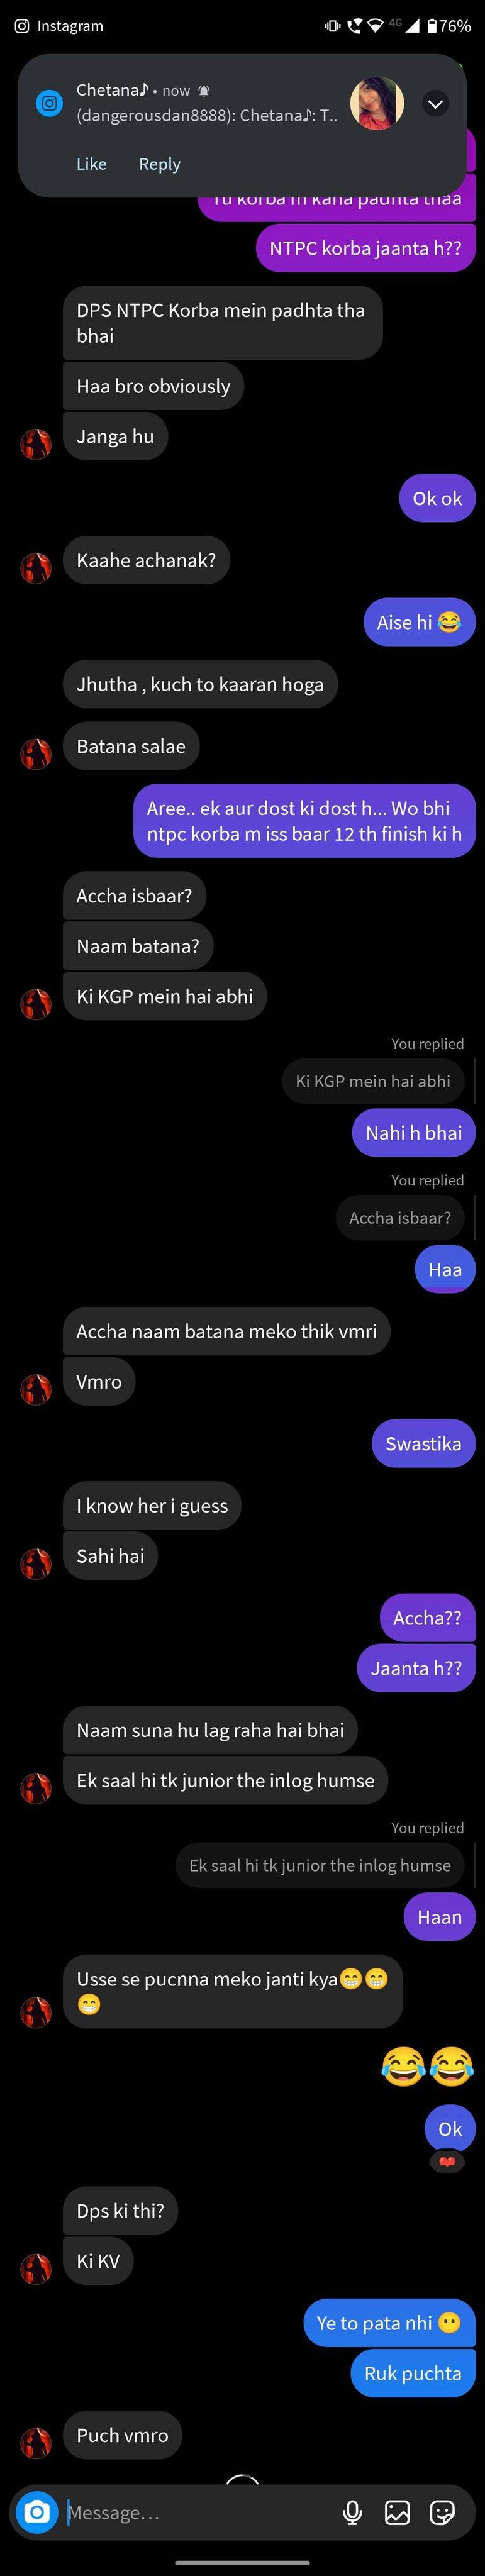 Instagram
4G 76%
Chetana♪ • now
(dangerousdan8888): Chetana♪: T..
Like Reply
Tu korba m kaha padhta thaa
NTPC korba jaanta h??
DPS NTPC Korba mein padhta tha
bhai
Haa bro obviously
Janga hu
Ok ok
Kaahe achanak?
Aise hi 😂
Jhutha , kuch to kaaran hoga
Batana salae
Aree.. ek aur dost ki dost h... Wo bhi
ntpc korba m iss baar 12 th finish ki h
Accha isbaar?
Naam batana?
Ki KGP mein hai abhi
You replied
Ki KGP mein hai abhi
Nahi h bhai
You replied
Accha isbaar?
Haa
Accha naam batana meko thik vmri
Vmro
Swastika
I know her i guess
Sahi hai
Accha??
Jaanta h??
Naam suna hu lag raha hai bhai
Ek saal hi tk junior the inlog humse
You replied
Ek saal hi tk junior the inlog humse
Haan
Usse se pucnna meko janti kya😁😁
😁
😂😂
Ok
❤️
Dps ki thi?
Ki KV
Ye to pata nhi 😶
Ruk puchta
Puch vmro
Message...